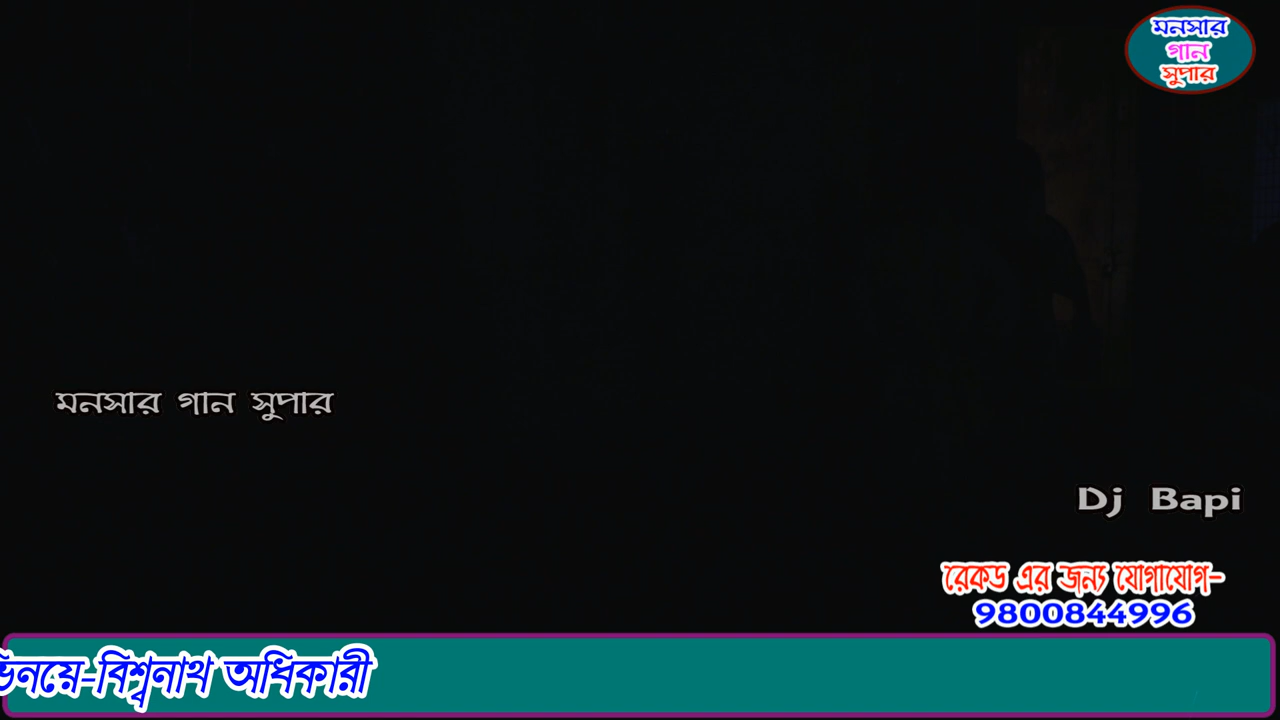 মনসার
গান
সুপার
মনসার গান সুপার
Dj Bapi
রেকড এর জন্য যোগাযোগ-
9800844996
ভিনয়ে-বিশ্বনাথ অধিকারী